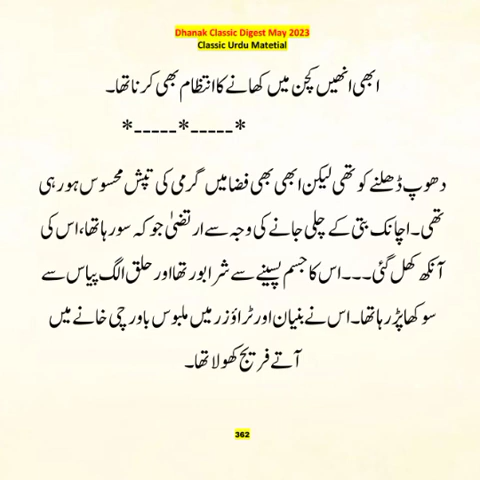 Dhanak Classic Digest May 2023
Classic Urdu Matetial
ابھی انھیں کچن میں کھانے کا انتظام بھی کرنا تھا۔
*-----*-----*
دھوپ ڈھلنے کو تھی لیکن ابھی بھی فضا میں گرمی کی تپش محسوس ہو رہی
تھی۔ اچانک بتی کے چلی جانے کی وجہ سے ارتضیٰ جو کہ سو رہا تھا، اس کی
آنکھ کھل گئی۔۔۔ اس کا جسم پسینے سے شرابور تھا اور حلق الگ پیاس سے
سوکھا پڑ رہا تھا۔ اس نے بنیان اور ٹراؤزر میں ملبوس باورچی خانے میں
آتے فریج کھولا تھا۔
362